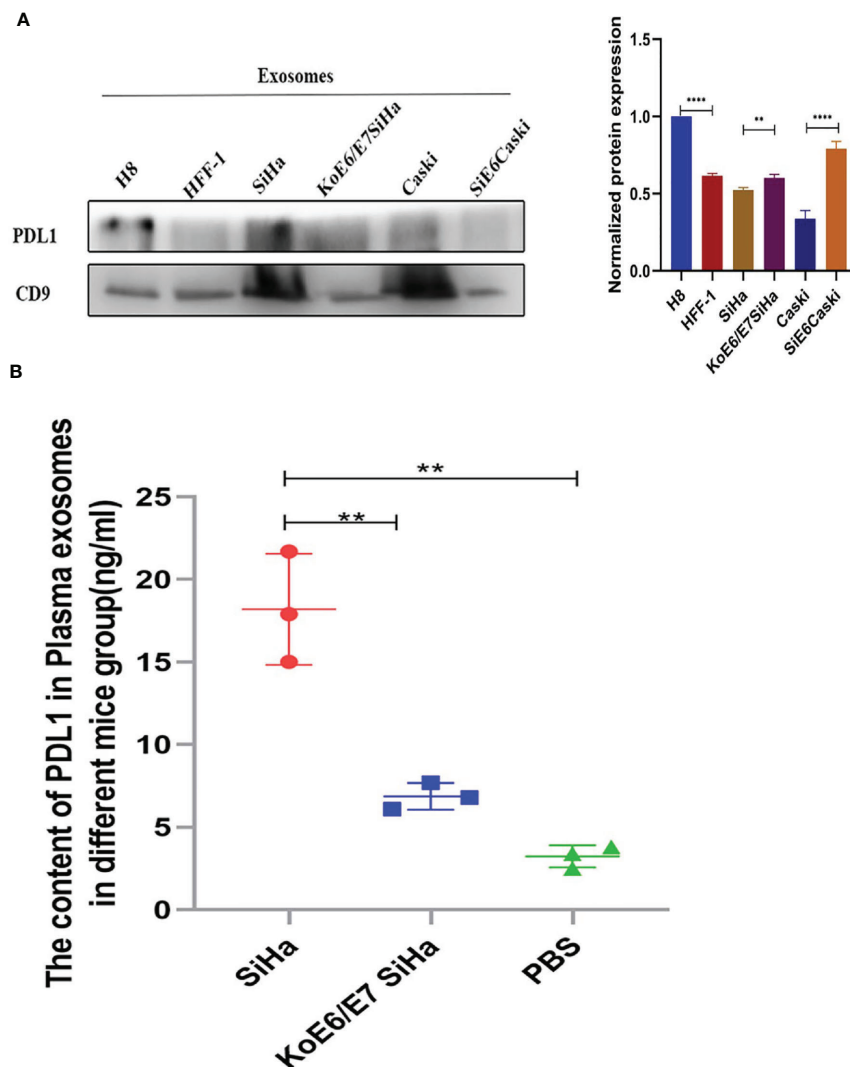 A
Exosomes
H8
HFF-1
SiHa
KoE6/E7SiHa
Caski
SiE6Caski
PDL1
CD9
Normalized protein expression
1.5
1.0
0.5
0.0
****
**
****
H8
HFF-1
SiHa
KoE6/E7SiHa
Caski
SiE6Caski
B
The content of PDL1 in Plasma exosomes
in different mice group(ng/ml)
25
20
15
10
5
0
**
**
SiHa
KoE6/E7 SiHa
PBS